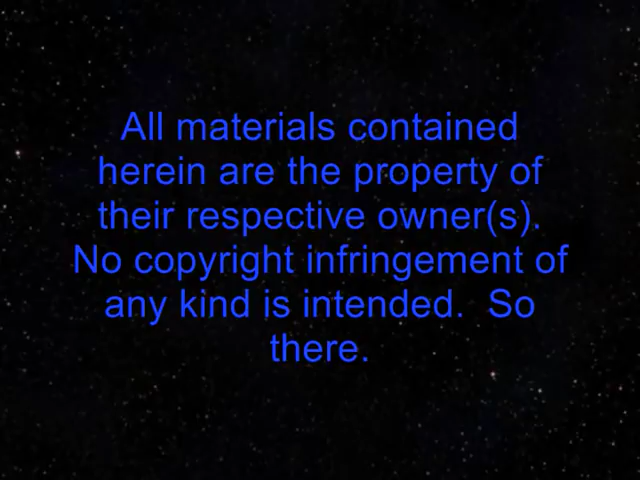 All materials contained
herein are the property of
their respective owner(s).
No copyright infringement of
any kind is intended.  So
there.